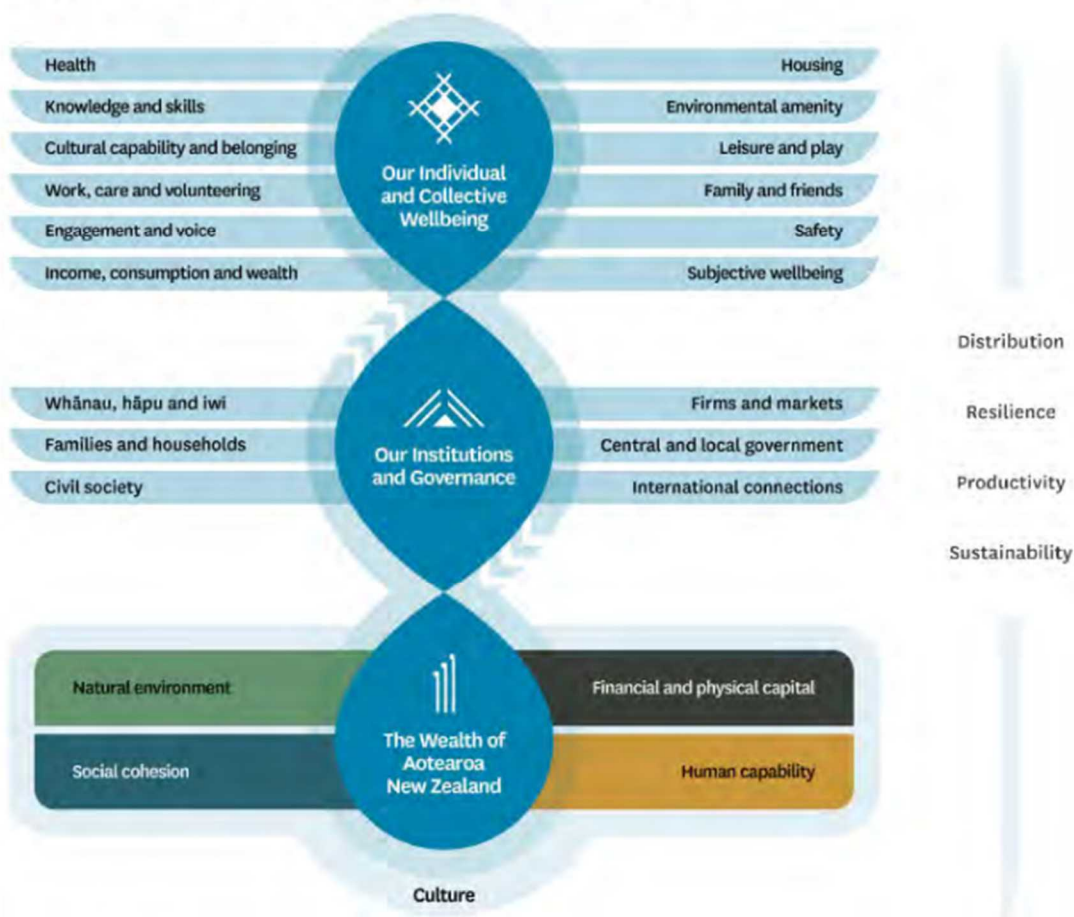 Health
Knowledge and skills
Cultural capability and belonging
Work, care and volunteering
Engagement and voice
Income, consumption and wealth
Our Individual
and Collective
Wellbeing
Housing
Environmental amenity
Leisure and play
Family and friends
Safety
Subjective wellbeing
Whānau, hāpu and iwi
Families and households
Civil society
Our Institutions
and Governance
Firms and markets
Central and local government
International connections
Natural environment
Social cohesion
The Wealth of
Aotearoa
New Zealand
Financial and physical capital
Human capability
Culture
Distribution
Resilience
Productivity
Sustainability